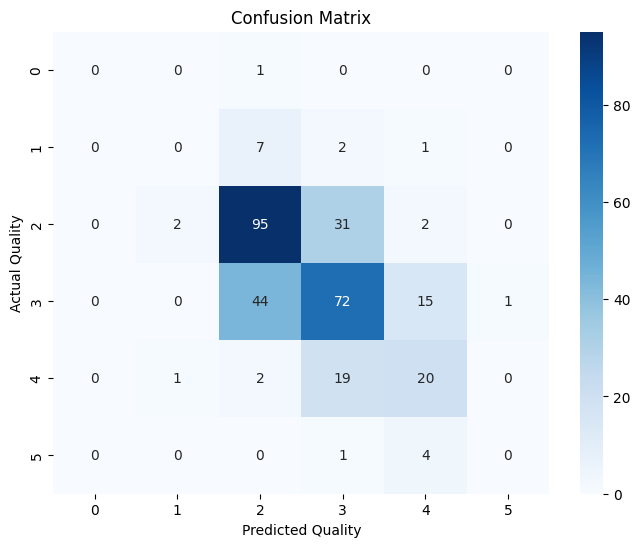 Confusion Matrix
Actual Quality
0 0 0 1 0 0 0
1 0 0 7 2 1 0
2 0 2 95 31 2 0
3 0 0 44 72 15 1
4 0 1 2 19 20 0
5 0 0 0 1 4 0
0 1 2 3 4 5
Predicted Quality
80
60
40
20
0